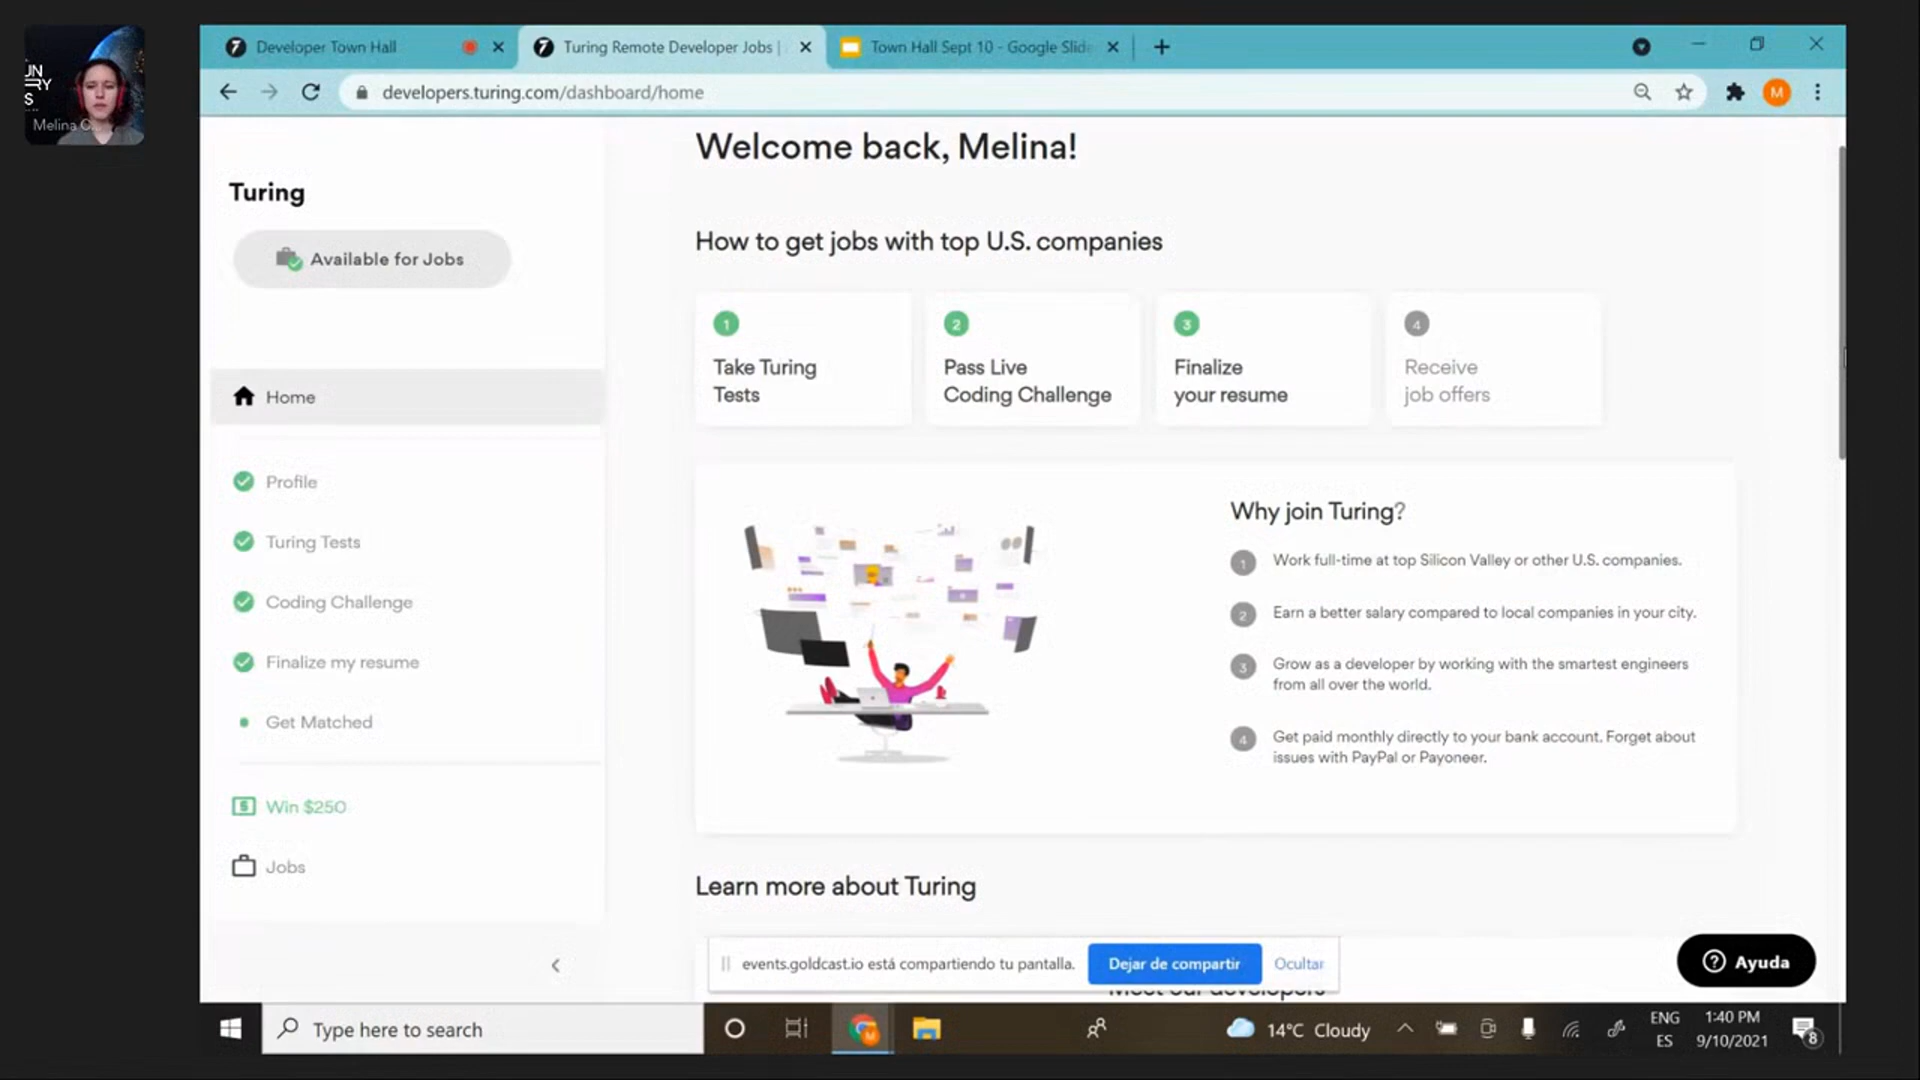 Developer Town Hall
Turing Remote Developer Jobs |
Town Hall Sept 10 - Google Slide
developers.turing.com/dashboard/home
M
UN
RY
S
Melina C...
Turing
Available for Jobs
Home
Profile
Turing Tests
Coding Challenge
Finalize my resume
Get Matched
Win $250
Jobs
Welcome back, Melina!
How to get jobs with top U.S. companies
1
Take Turing
Tests
2
Pass Live
Coding Challenge
3
Finalize
your resume
4
Receive
job offers
Why join Turing?
1 Work full-time at top Silicon Valley or other U.S. companies.
2 Earn a better salary compared to local companies in your city.
3 Grow as a developer by working with the smartest engineers
from all over the world.
4 Get paid monthly directly to your bank account. Forget about
issues with PayPal or Payoneer.
Learn more about Turing
Meet our developers
events.goldcast.io está compartiendo tu pantalla.
Dejar de compartir
Ocultar
Ayuda
Type here to search
14°C Cloudy
ENG
ES
1:40 PM
9/10/2021
8